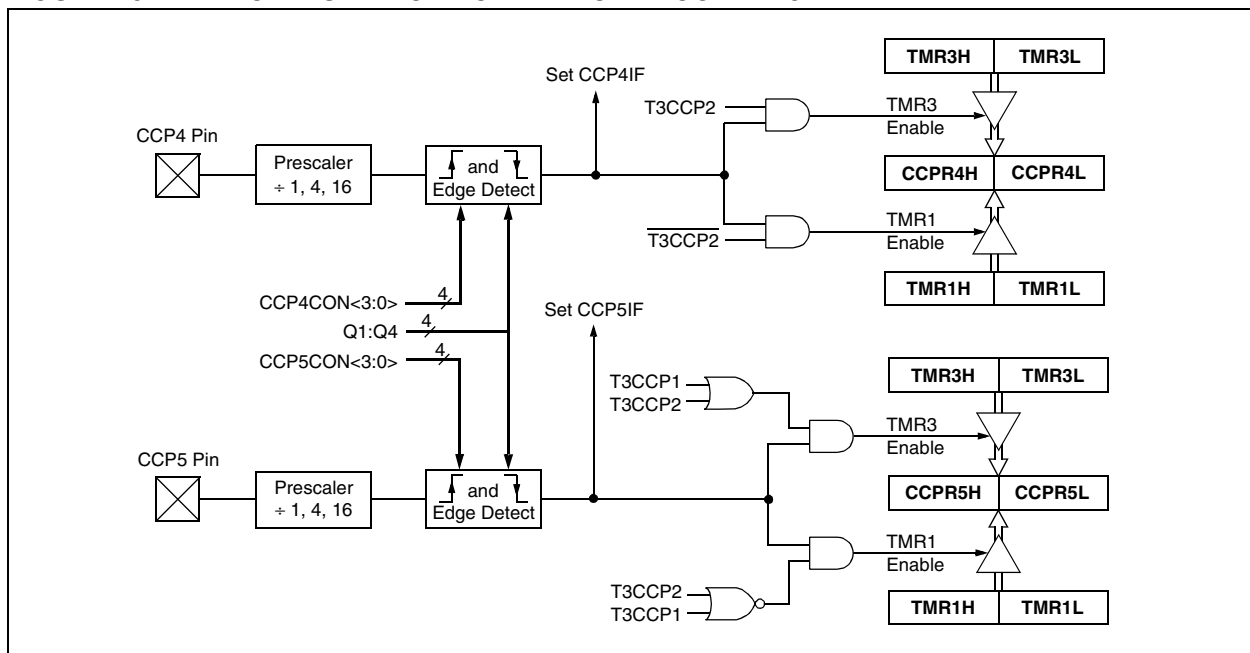 Set CCP4IF
TMR3H TMR3L
T3CCP2
TMR3
Enable
CCP4 Pin
Prescaler
÷ 1, 4, 16
and
Edge Detect
CCPR4H CCPR4L
T3CCP2
TMR1
Enable
TMR1H TMR1L
CCP4CON<3:0> 4
Q1:Q4 4
CCP5CON<3:0> 4
Set CCP5IF
TMR3H TMR3L
T3CCP1
T3CCP2
TMR3
Enable
CCP5 Pin
Prescaler
÷ 1, 4, 16
and
Edge Detect
CCPR5H CCPR5L
TMR1
Enable
T3CCP2
T3CCP1
TMR1H TMR1L